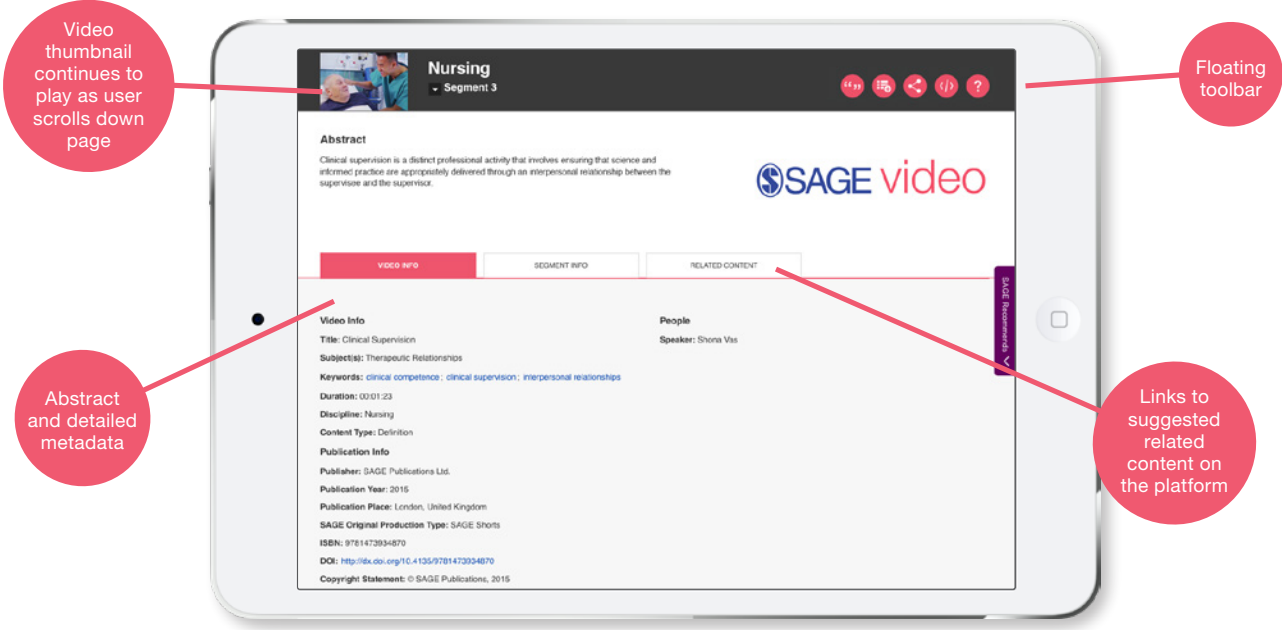 Video
thumbnail
continues to
play as user
scrolls down
page
Floating
toolbar
Nursing
Segment 3
“ ”
</>
?
Abstract
Clinical supervision is a distinct professional activity that involves ensuring that science and
informed practice are appropriately delivered through an interpersonal relationship between the
supervisee and the supervisor.
SSAGE video
VIDEO INFO
SEGMENT INFO
RELATED CONTENT
SAGE Recommends
Video Info
Title: Clinical Supervision
Subject(s): Therapeutic Relationships
Keywords: clinical competence ; clinical supervision ; interpersonal relationships
Duration: 00:01:23
Discipline: Nursing
Content Type: Definition
Publication Info
Publisher: SAGE Publications Ltd.
Publication Year: 2015
Publication Place: London, United Kingdom
SAGE Original Production Type: SAGE Shorts
ISBN: 9781473934870
DOI: http://dx.doi.org/10.4135/9781473934870
Copyright Statement: © SAGE Publications, 2015
People
Speaker: Shona Vas
Abstract
and detailed
metadata
Links to
suggested
related
content on
the platform